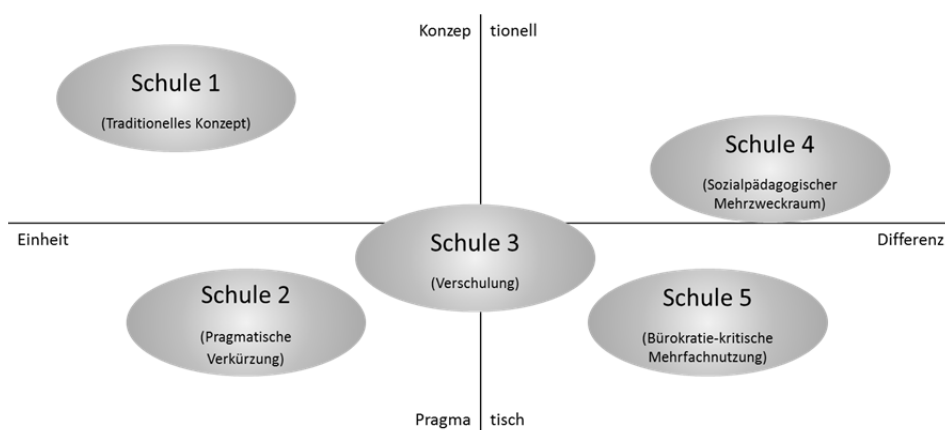 Konzep tionell
Schule 1
(Traditionelles Konzept)
Schule 4
(Sozialpädagogischer
Mehrzweckraum)
Einheit
Differenz
Schule 3
(Verschulung)
Schule 2
(Pragmatische
Verkürzung)
Schule 5
(Bürokratie-kritische
Mehrfachnutzung)
Pragma tisch